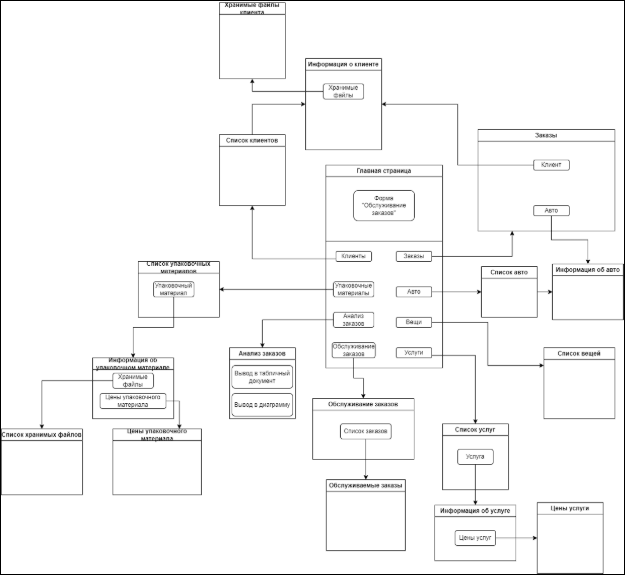 Хранимые файлы
клиента
Информация о клиенте
Хранимые
файлы
Список клиентов
Заказы
Клиент
Авто
Главная страница
Форма
"Обслуживание
заказов"
Клиенты
Заказы
Упаковочные
материалы
Авто
Анализ
заказов
Вещи
Обслуживание
заказов
Услуги
Список упаковочных
материалов
Упаковочный
материал
Список авто
Информация об авто
Информация об
упаковочном материале
Хранимые
файлы
Цены упаковочного
материала
Анализ заказов
Вывод в табличный
документ
Вывод в диаграмму
Список вещей
Список хранимых файлов
Цены упаковочного
материала
Обслуживание заказов
Список заказов
Список услуг
Услуга
Обслуживаемые заказы
Информация об услуге
Цены услуг
Цены услуги